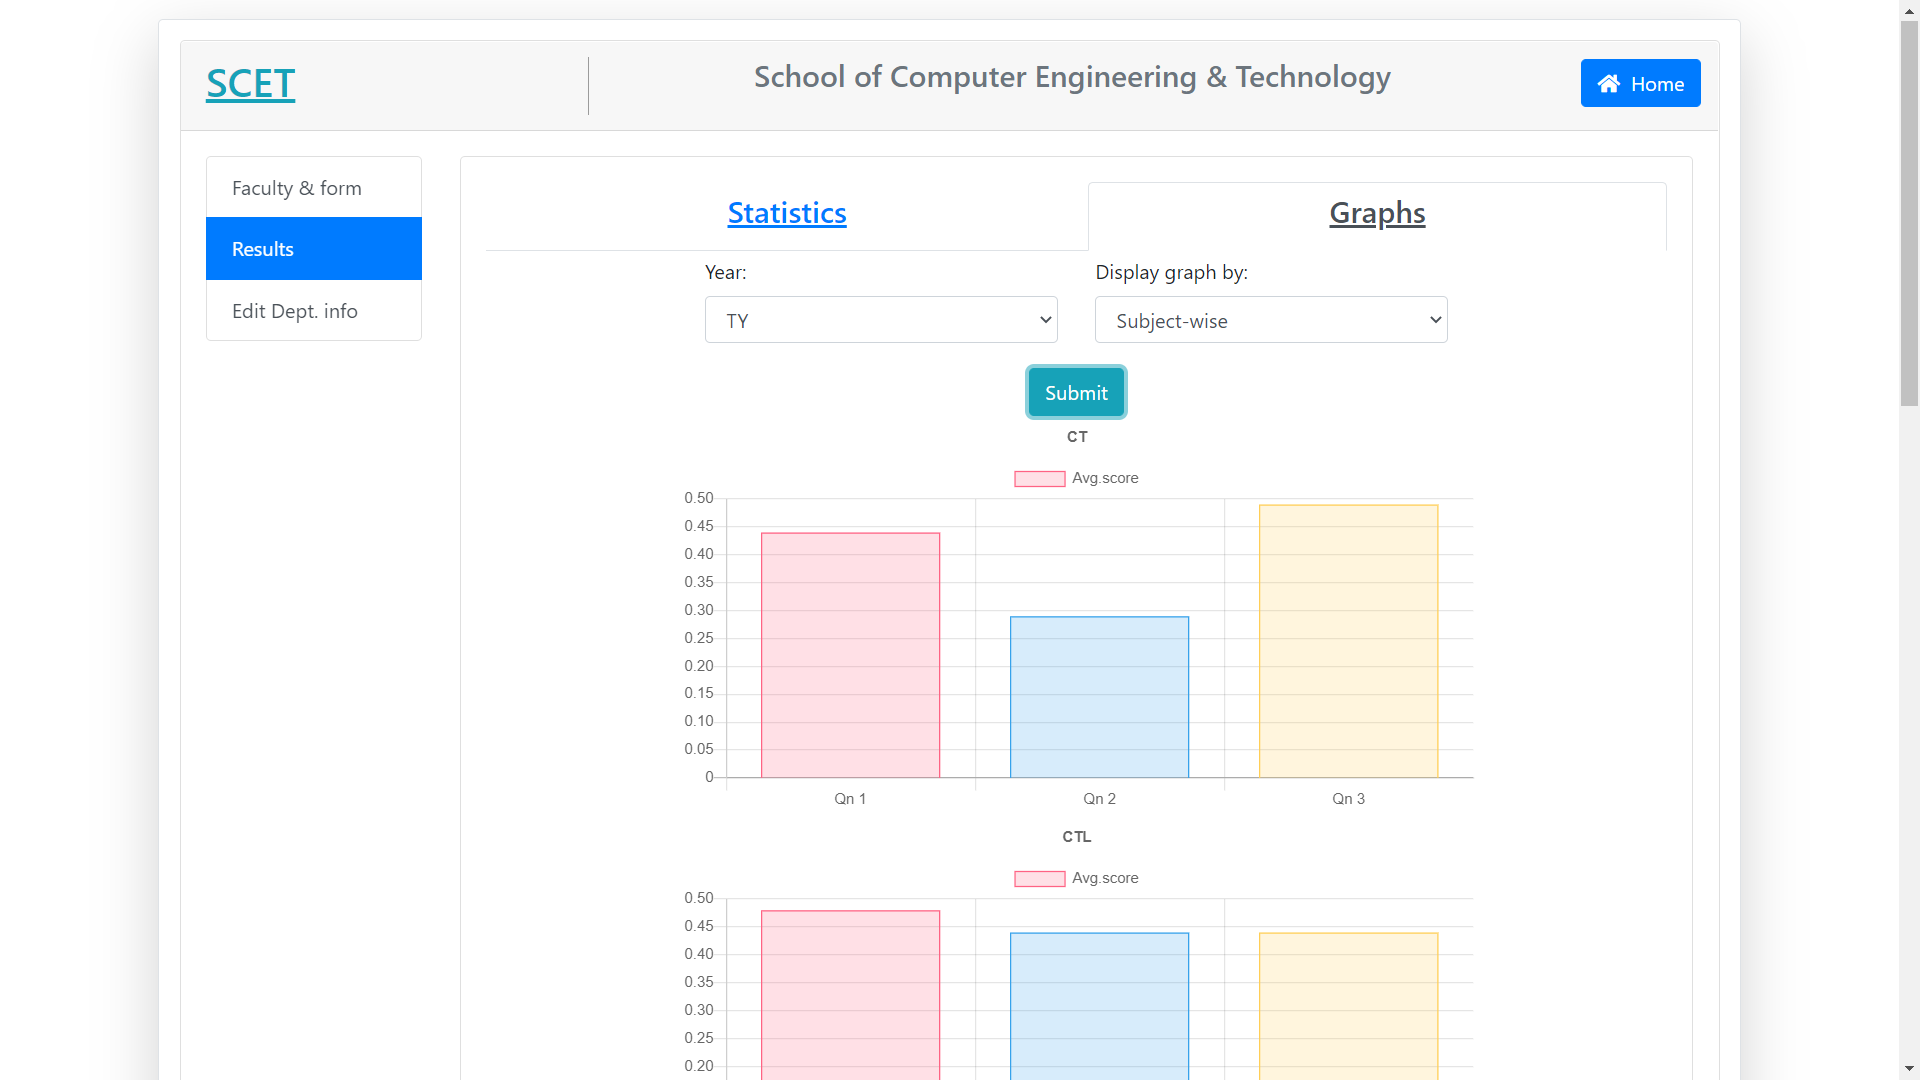 SCET
School of Computer Engineering & Technology
Home
Faculty & form
Results
Edit Dept. info
Statistics
Graphs
Year:
Display graph by:
TY
Subject-wise
Submit
CT
Avg.score
0.50
0.45
0.40
0.35
0.30
0.25
0.20
0.15
0.10
0.05
0
Qn 1
Qn 2
Qn 3
CTL
Avg.score
0.50
0.45
0.40
0.35
0.30
0.25
0.20